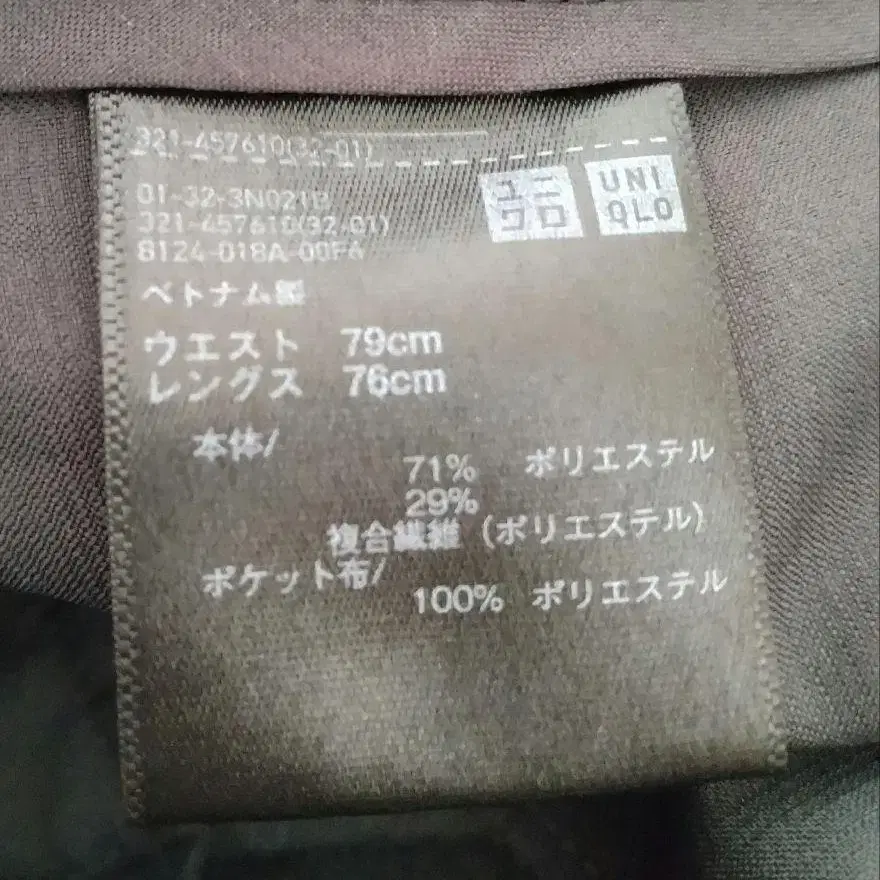 321-457610(32-01)
ユニ
クロ
UNI
QLO
01-32-3N021B
321-457610(32-01)
8124-018A-00F6
ベトナム製
ウエスト 79cm
レングス 76cm
本体/
71% ポリエステル
29%
複合繊維 (ポリエステル)
ポケット布/
100% ポリエステル